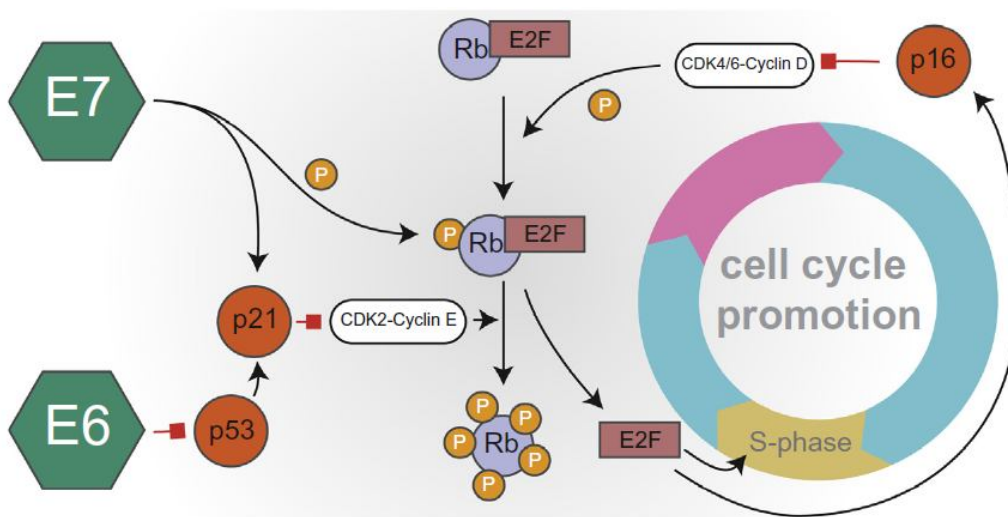 E7
Rb
E2F
CDK4/6-Cyclin D
p16
P
P
P
Rb
E2F
cell cycle
promotion
p21
CDK2-Cyclin E
E6
p53
P
P
P
P
P
Rb
E2F
S-phase